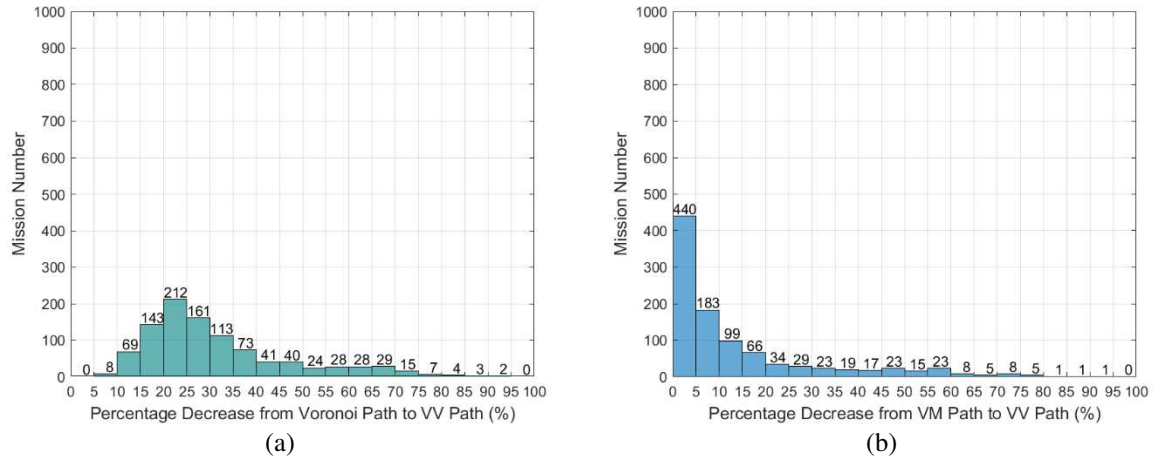 1000
900
800
700
600
500
400
300
200
100
0
Mission Number
0 8 69 143 212 161 113 73 41 40 24 28 28 29 15 7 4 3 2 0
0 5 10 15 20 25 30 35 40 45 50 55 60 65 70 75 80 85 90 95 100
Percentage Decrease from Voronoi Path to VV Path (%)
(a)
1000
900
800
700
600
500
400
300
200
100
0
Mission Number
440 183 99 66 34 29 23 19 17 23 15 23 8 5 8 5 1 1 1 0
0 5 10 15 20 25 30 35 40 45 50 55 60 65 70 75 80 85 90 95 100
Percentage Decrease from VM Path to VV Path (%)
(b)